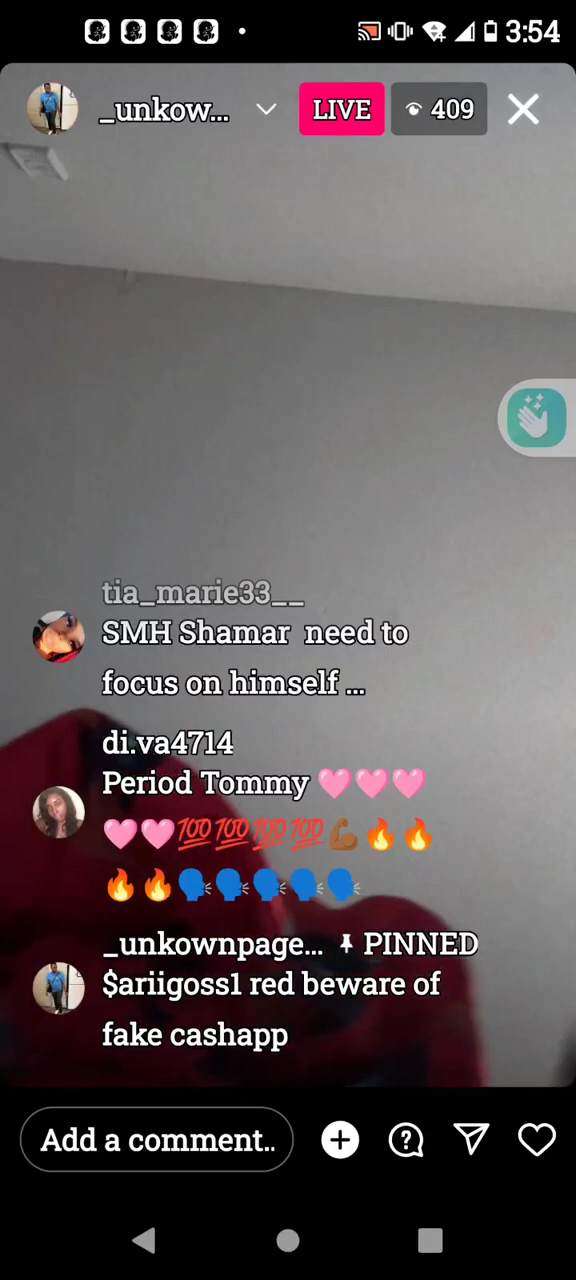 3:54
_unkow... LIVE 409
tia_marie33__
SMH Shamar need to
focus on himself ...
di.va4714
Period Tommy 🩷🩷🩷
🩷🩷💯💯💯💯💪🏾🔥🔥
🔥🔥🗣️🗣️🗣️🗣️🗣️
_unkownpage... PINNED
$ariigoss1 red beware of
fake cashapp
Add a comment..